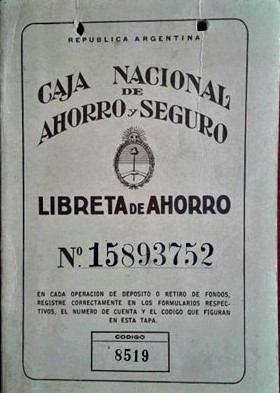 REPUBLICA ARGENTINA
CAJA NACIONAL
DE
AHORRO y SEGURO
LIBRETA DE AHORRO
Nº 15893752
EN CADA OPERACION DE DEPOSITO O RETIRO DE FONDOS,
REGISTRE CORRECTAMENTE EN LOS FORMULARIOS RESPEC-
TIVOS, EL NUMERO DE CUENTA Y EL CODIGO QUE FIGURAN
EN ESTA TAPA.
CODIGO
8519